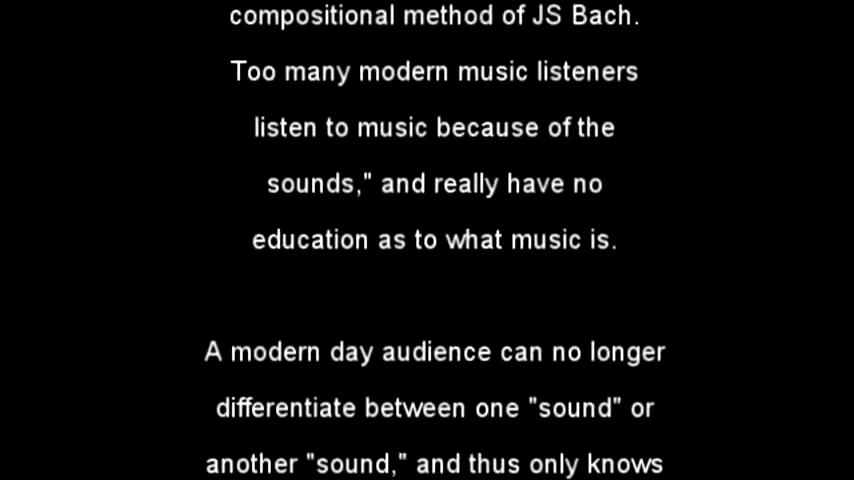 compositional method of JS Bach.
Too many modern music listeners
listen to music because of the
sounds," and really have no
education as to what music is.
A modern day audience can no longer
differentiate between one "sound" or
another "sound," and thus only knows